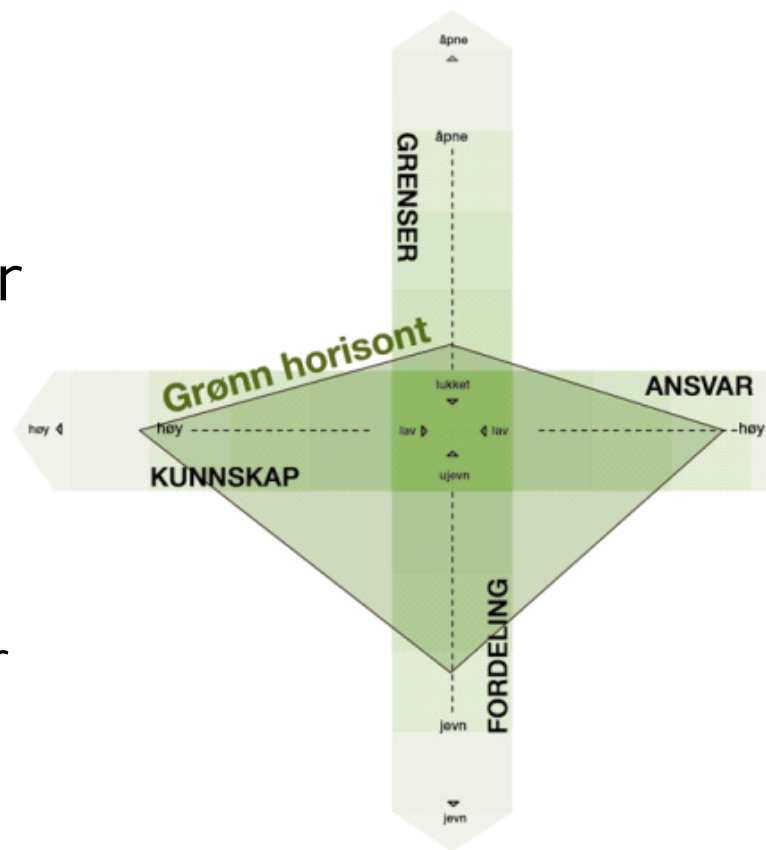 åpne
åpne
GRENSER
r
Grønn horisont
lukket
ANSVAR
høy
høy
lav
lav
høy
KUNNSKAP
ujevn
r
FORDELING
jevn
jevn